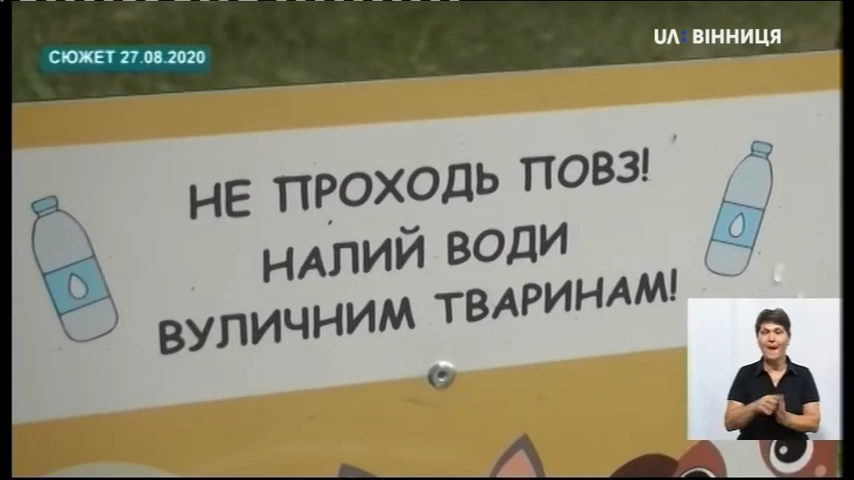 UA: ВІННИЦЯ
СЮЖЕТ 27.08.2020
НЕ ПРОХОДЬ ПОВЗ!
НАЛИЙ ВОДИ
ВУЛИЧНИМ ТВАРИНАМ!